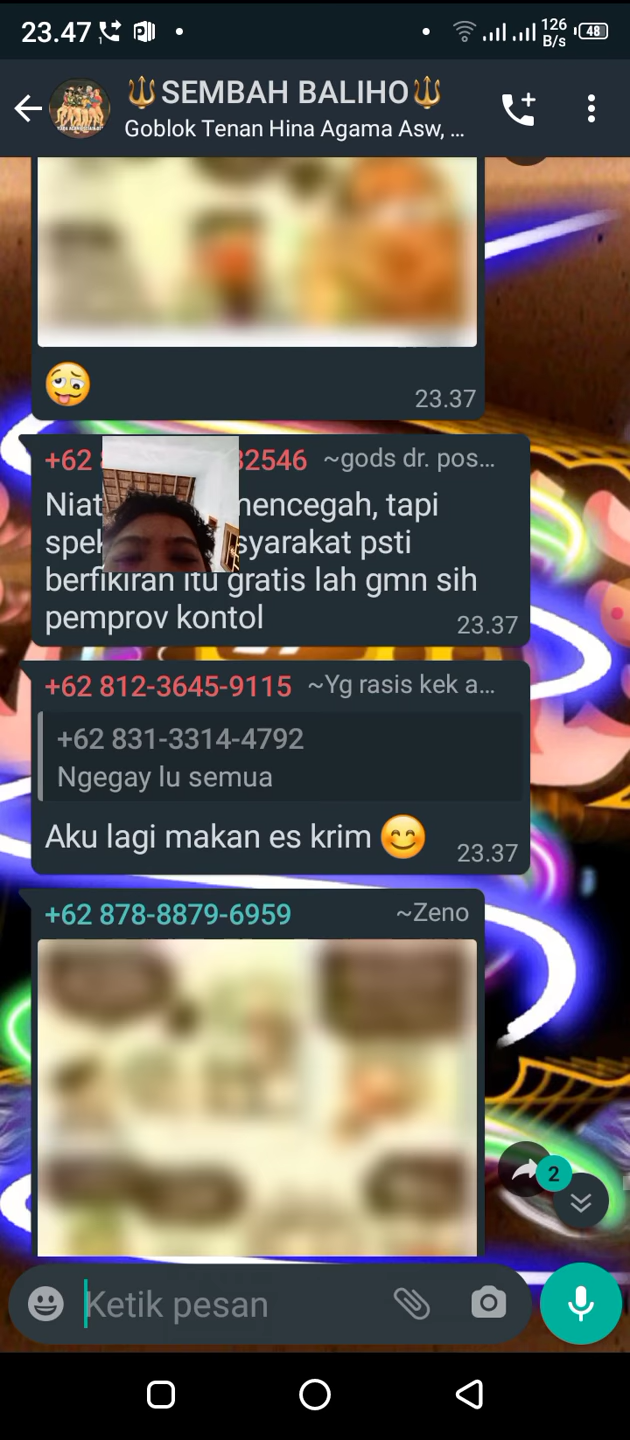 23.47
126
B/s
48
🔱SEMBAH BALIHO🔱
Goblok Tenan Hina Agama Asw, ...
🥴
23.37
+62 82546 ~gods dr. pos...
Niat mencegah, tapi
spek syarakat psti
berfikiran itu gratis lah gmn sih
pemprov kontol
23.37
+62 812-3645-9115 ~Yg rasis kek a...
+62 831-3314-4792
Ngegay lu semua
Aku lagi makan es krim 😊
23.37
+62 878-8879-6959 ~Zeno
2
Ketik pesan